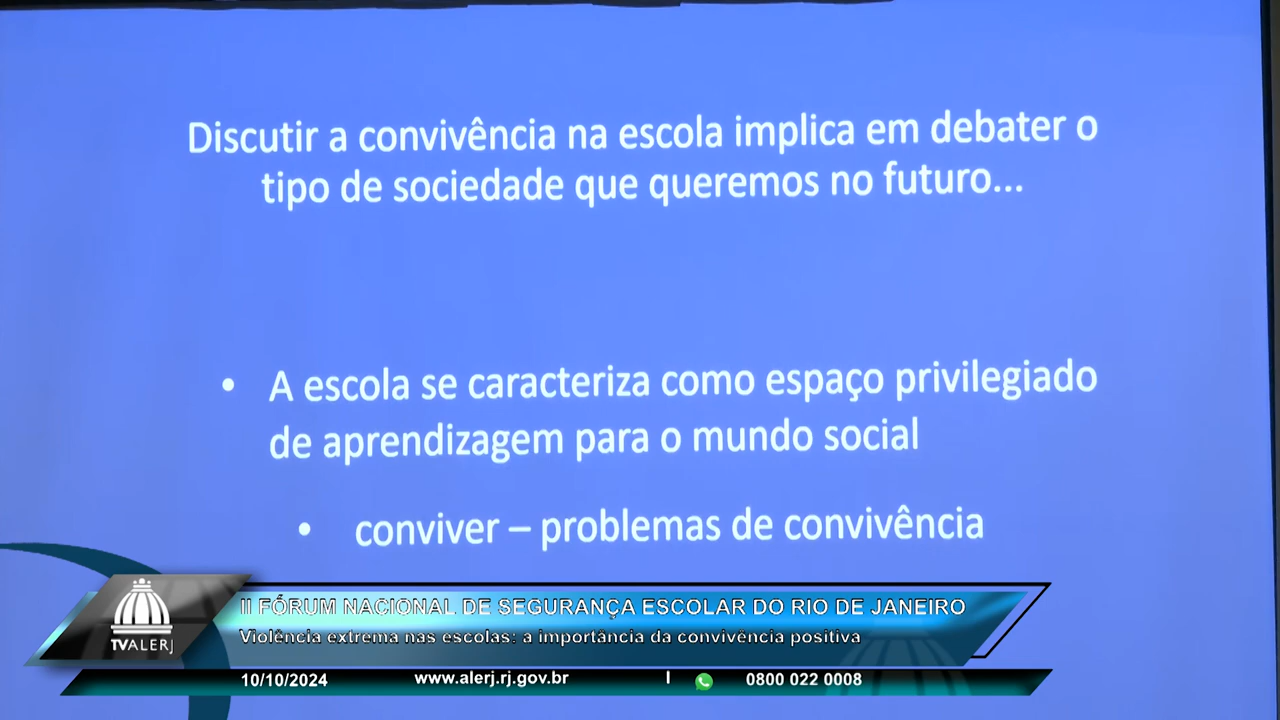 Discutir a convivência na escola implica em debater o
tipo de sociedade que queremos no futuro...
• A escola se caracteriza como espaço privilegiado
de aprendizagem para o mundo social
• conviver – problemas de convivência
TVALERJ
II FÓRUM NACIONAL DE SEGURANÇA ESCOLAR DO RIO DE JANEIRO
Violência extrema nas escolas: a importância da convivência positiva
10/10/2024 www.alerj.rj.gov.br | 0800 022 0008